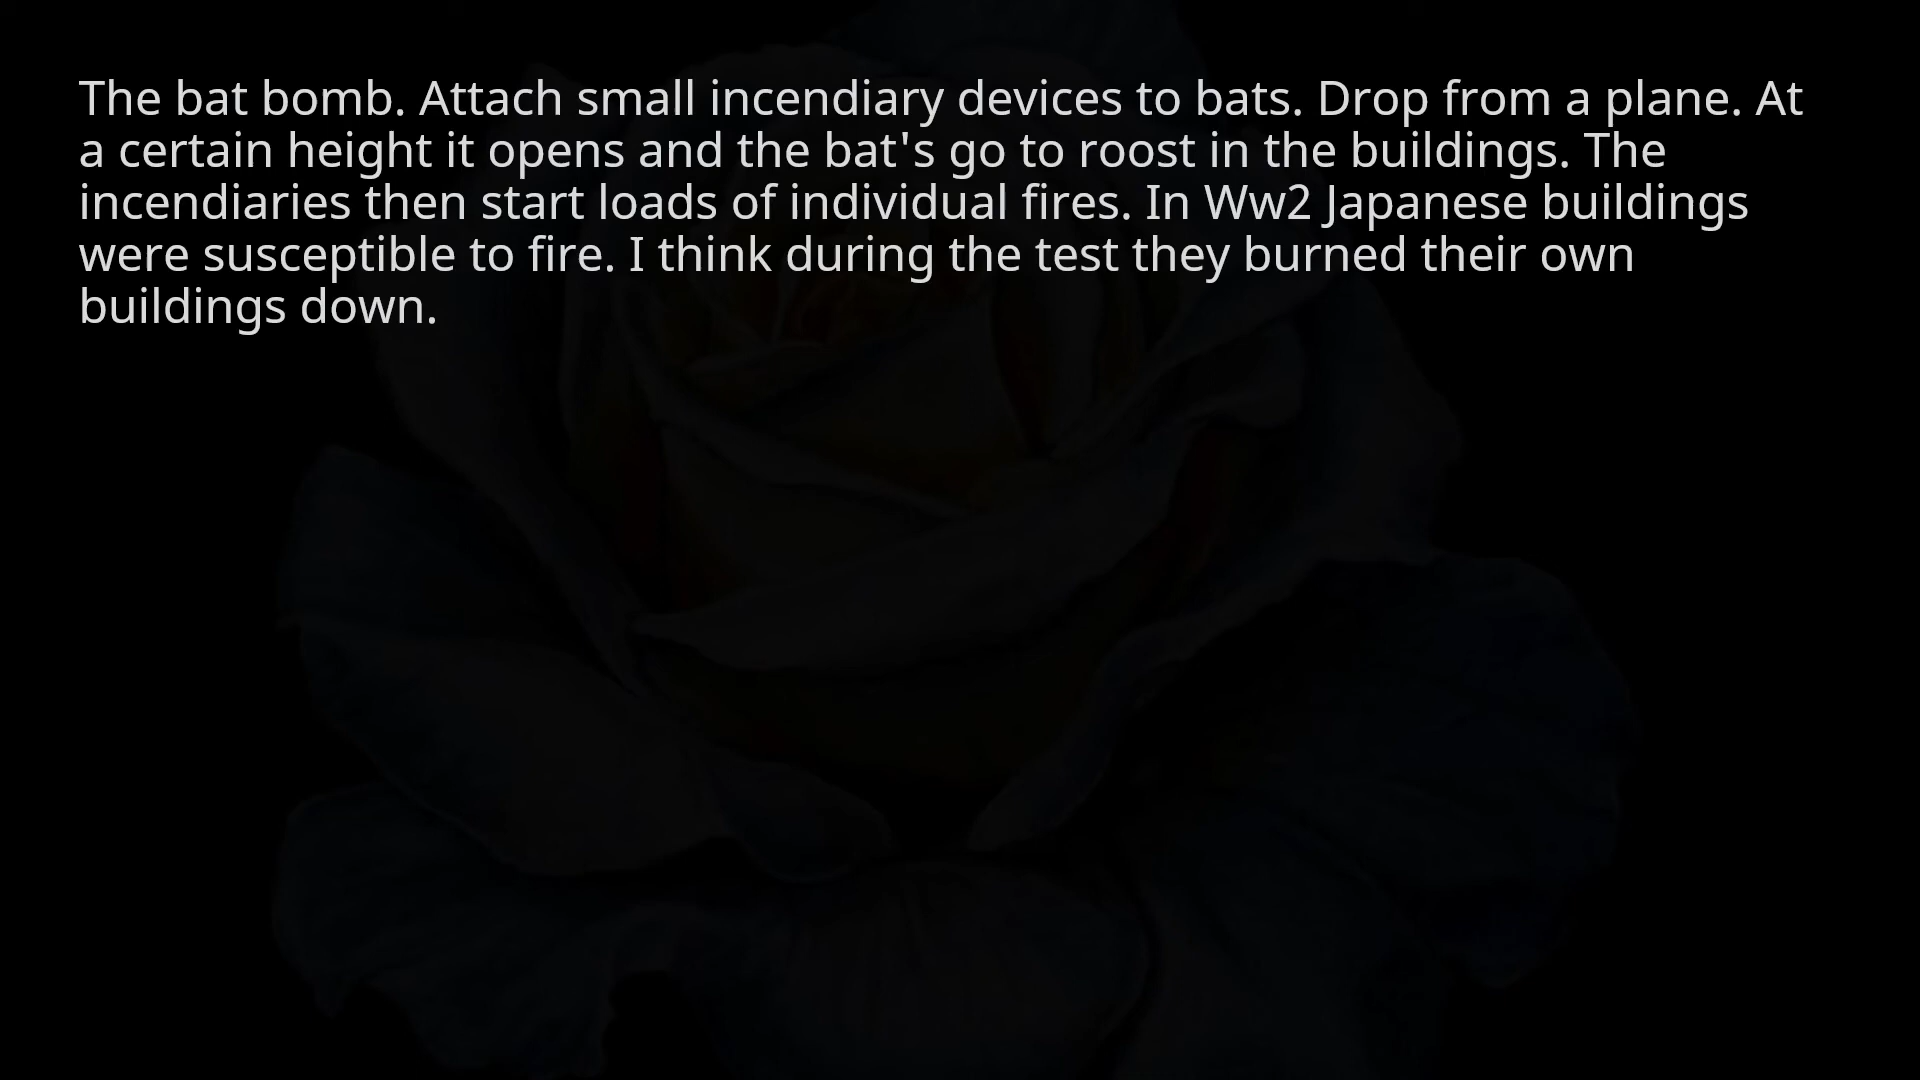 The bat bomb. Attach small incendiary devices to bats. Drop from a plane. At
a certain height it opens and the bat's go to roost in the buildings. The
incendiaries then start loads of individual fires. In Ww2 Japanese buildings
were susceptible to fire. I think during the test they burned their own
buildings down.